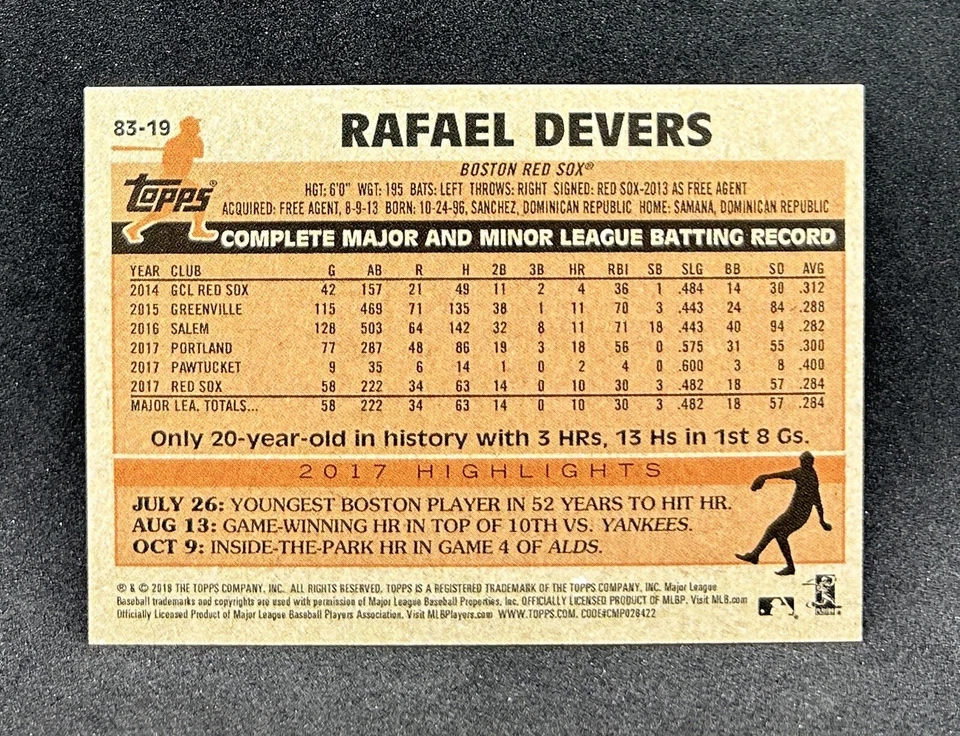 83-19
RAFAEL DEVERS
BOSTON RED SOX®
topps®
HGT: 6'0" WGT: 195 BATS: LEFT THROWS: RIGHT SIGNED: RED SOX-2013 AS FREE AGENT
ACQUIRED: FREE AGENT, 8-9-13 BORN: 10-24-96, SANCHEZ, DOMINICAN REPUBLIC HOME: SAMANA, DOMINICAN REPUBLIC
COMPLETE MAJOR AND MINOR LEAGUE BATTING RECORD
YEAR CLUB G AB R H 2B 3B HR RBI SB SLG BB SO AVG
2014 GCL RED SOX 42 157 21 49 11 2 4 36 1 .484 14 30 .312
2015 GREENVILLE 115 469 71 135 38 1 11 70 3 .443 24 84 .288
2016 SALEM 128 503 64 142 32 8 11 71 18 .443 40 94 .282
2017 PORTLAND 77 287 48 86 19 3 18 56 0 .575 31 55 .300
2017 PAWTUCKET 9 35 6 14 1 0 2 4 0 .600 3 8 .400
2017 RED SOX 58 222 34 63 14 0 10 30 3 .482 18 57 .284
MAJOR LEA. TOTALS... 58 222 34 63 14 0 10 30 3 .482 18 57 .284
Only 20-year-old in history with 3 HRs, 13 Hs in 1st 8 Gs.
2017 HIGHLIGHTS
JULY 26: YOUNGEST BOSTON PLAYER IN 52 YEARS TO HIT HR.
AUG 13: GAME-WINNING HR IN TOP OF 10TH VS. YANKEES.
OCT 9: INSIDE-THE-PARK HR IN GAME 4 OF ALDS.
® & © 2018 THE TOPPS COMPANY, INC. ALL RIGHTS RESERVED. TOPPS IS A REGISTERED TRADEMARK OF THE TOPPS COMPANY, INC. Major League
Baseball trademarks and copyrights are used with permission of Major League Baseball Properties, Inc. OFFICIALLY LICENSED PRODUCT OF MLBP. Visit MLB.com
Officially Licensed Product of Major League Baseball Players Association. Visit MLBPlayers.com WWW.TOPPS.COM. CODE#CMP028422